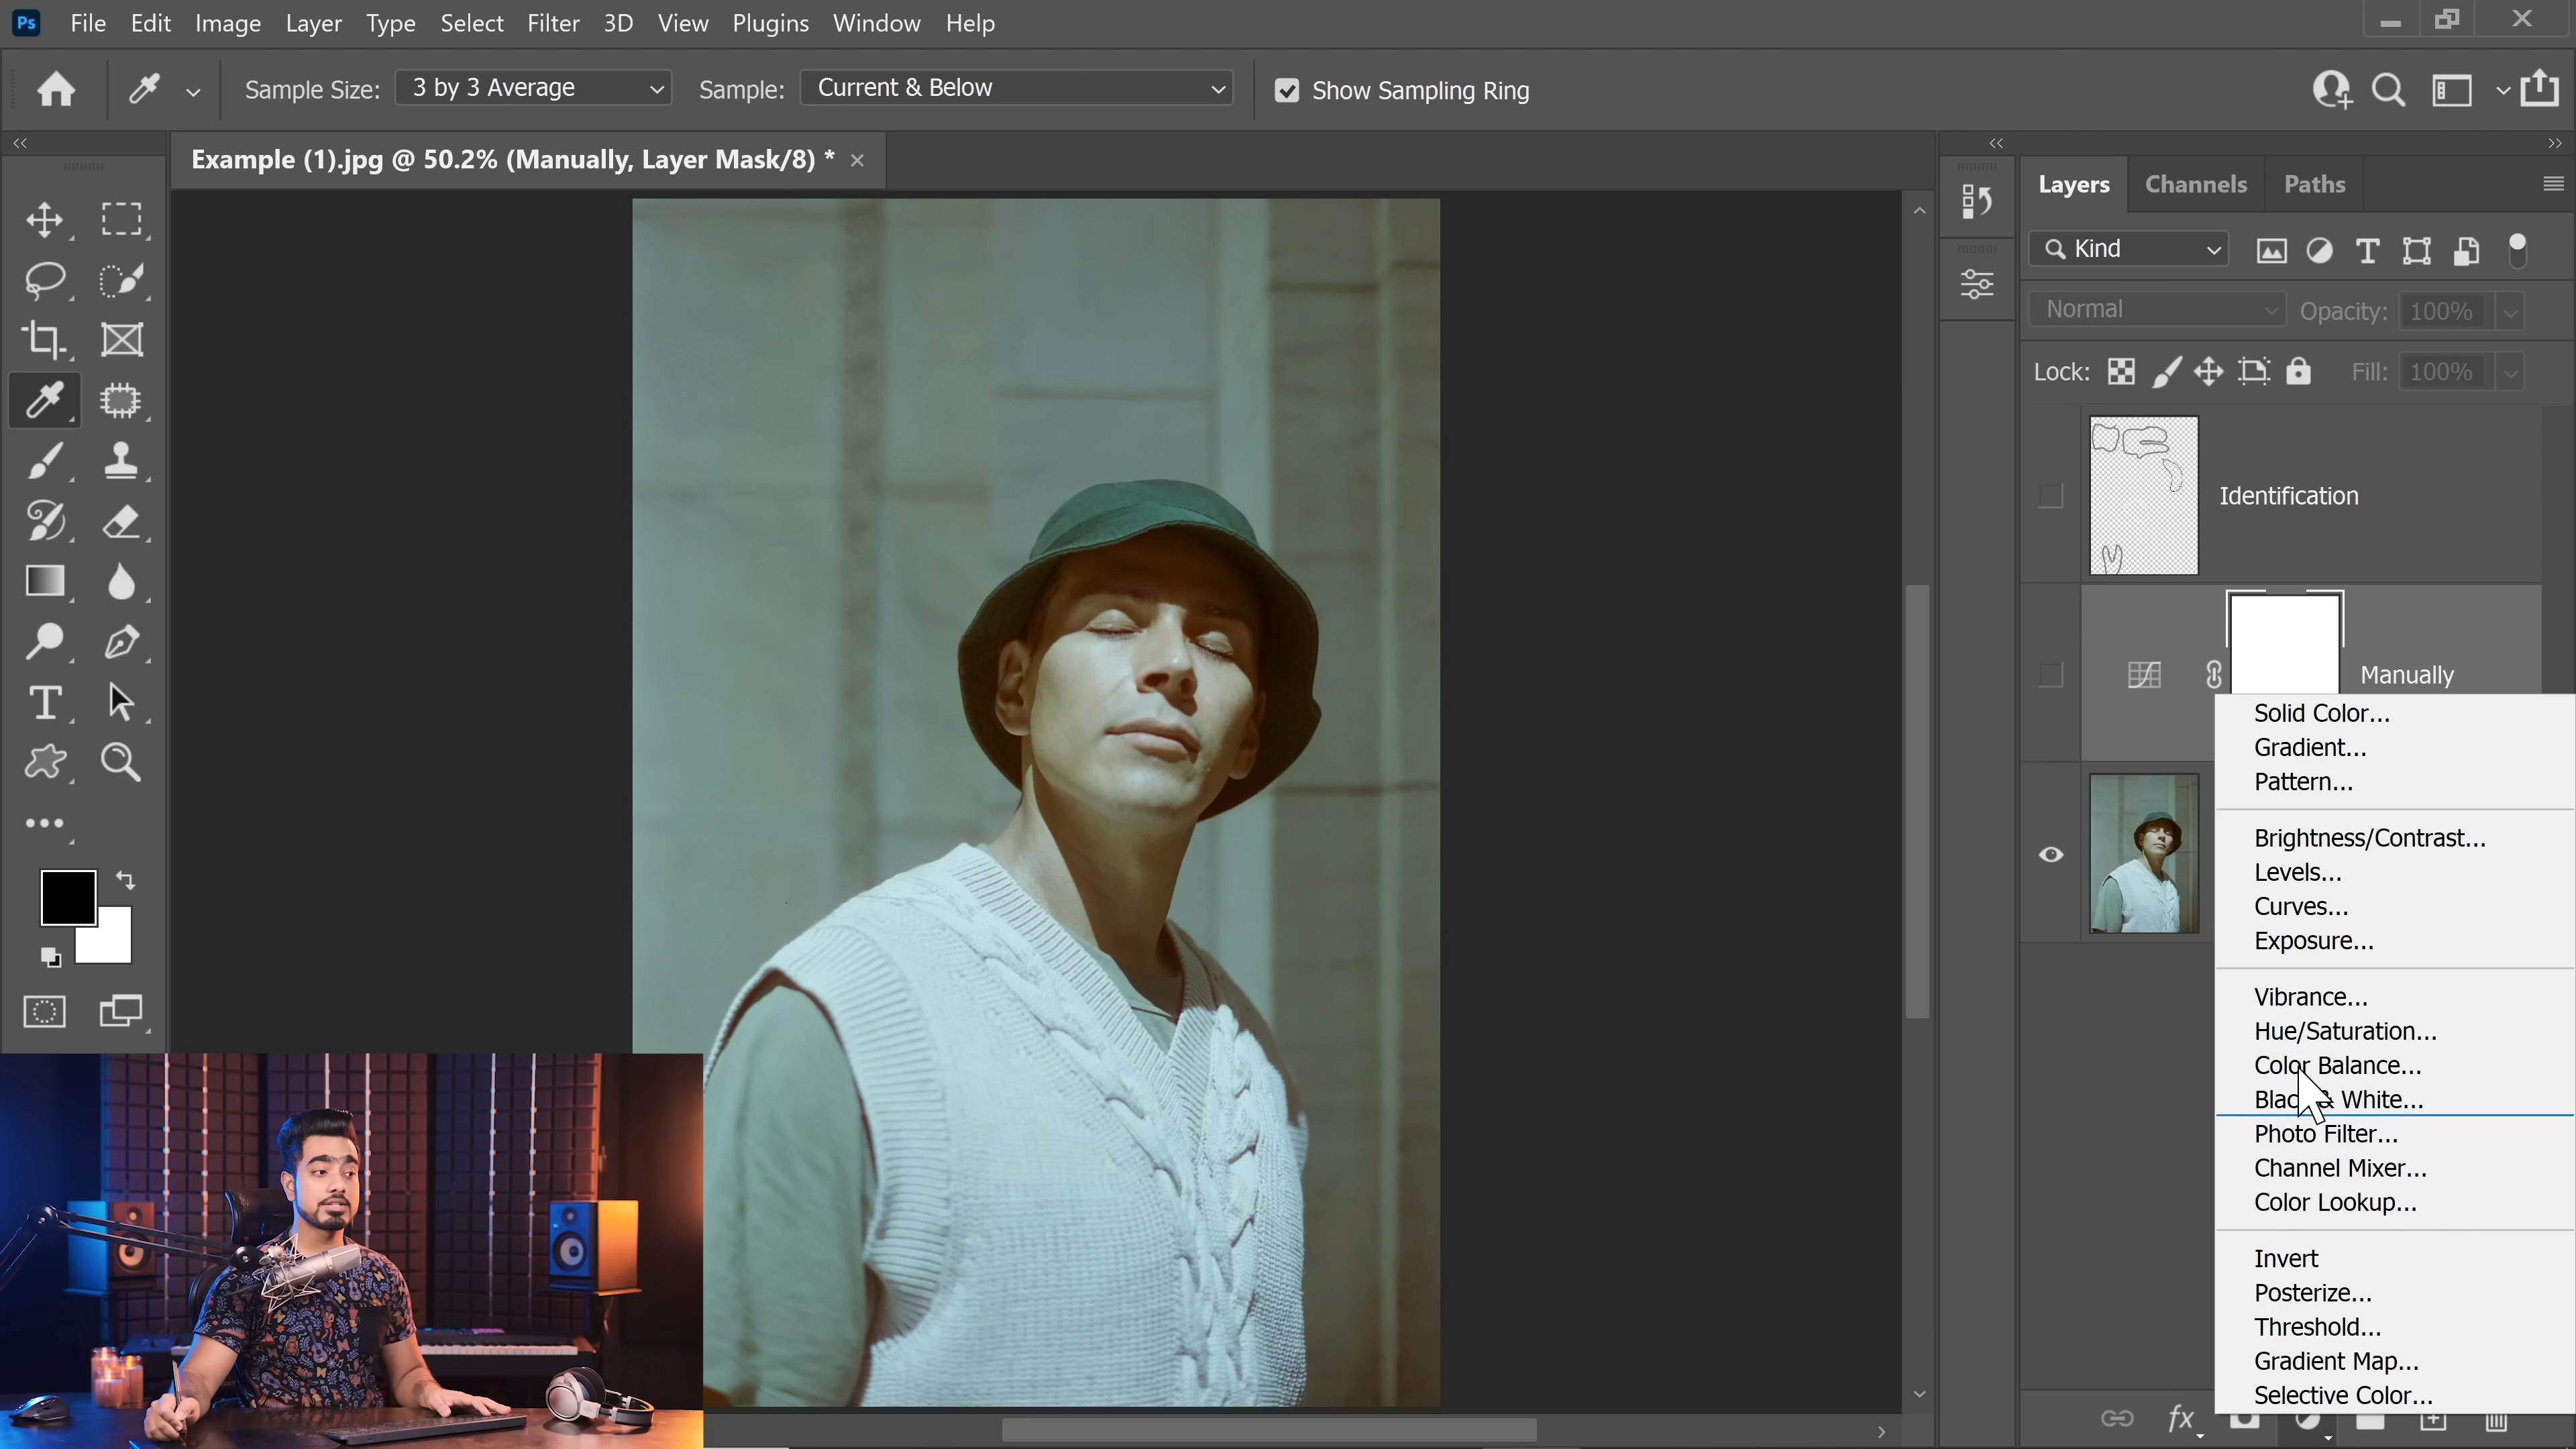 Ps File Edit Image Layer Type Select Filter 3D View Plugins Window Help
Sample Size: 3 by 3 Average Sample: Current & Below Show Sampling Ring
Example (1).jpg @ 50.2% (Manually, Layer Mask/8) *
Layers Channels Paths
Kind
Normal Opacity: 100%
Lock: Fill: 100%
Identification
Manually
Solid Color...
Gradient...
Pattern...
Brightness/Contrast...
Levels...
Curves...
Exposure...
Vibrance...
Hue/Saturation...
Color Balance...
Black & White...
Photo Filter...
Channel Mixer...
Color Lookup...
Invert
Posterize...
Threshold...
Gradient Map...
Selective Color...
fx